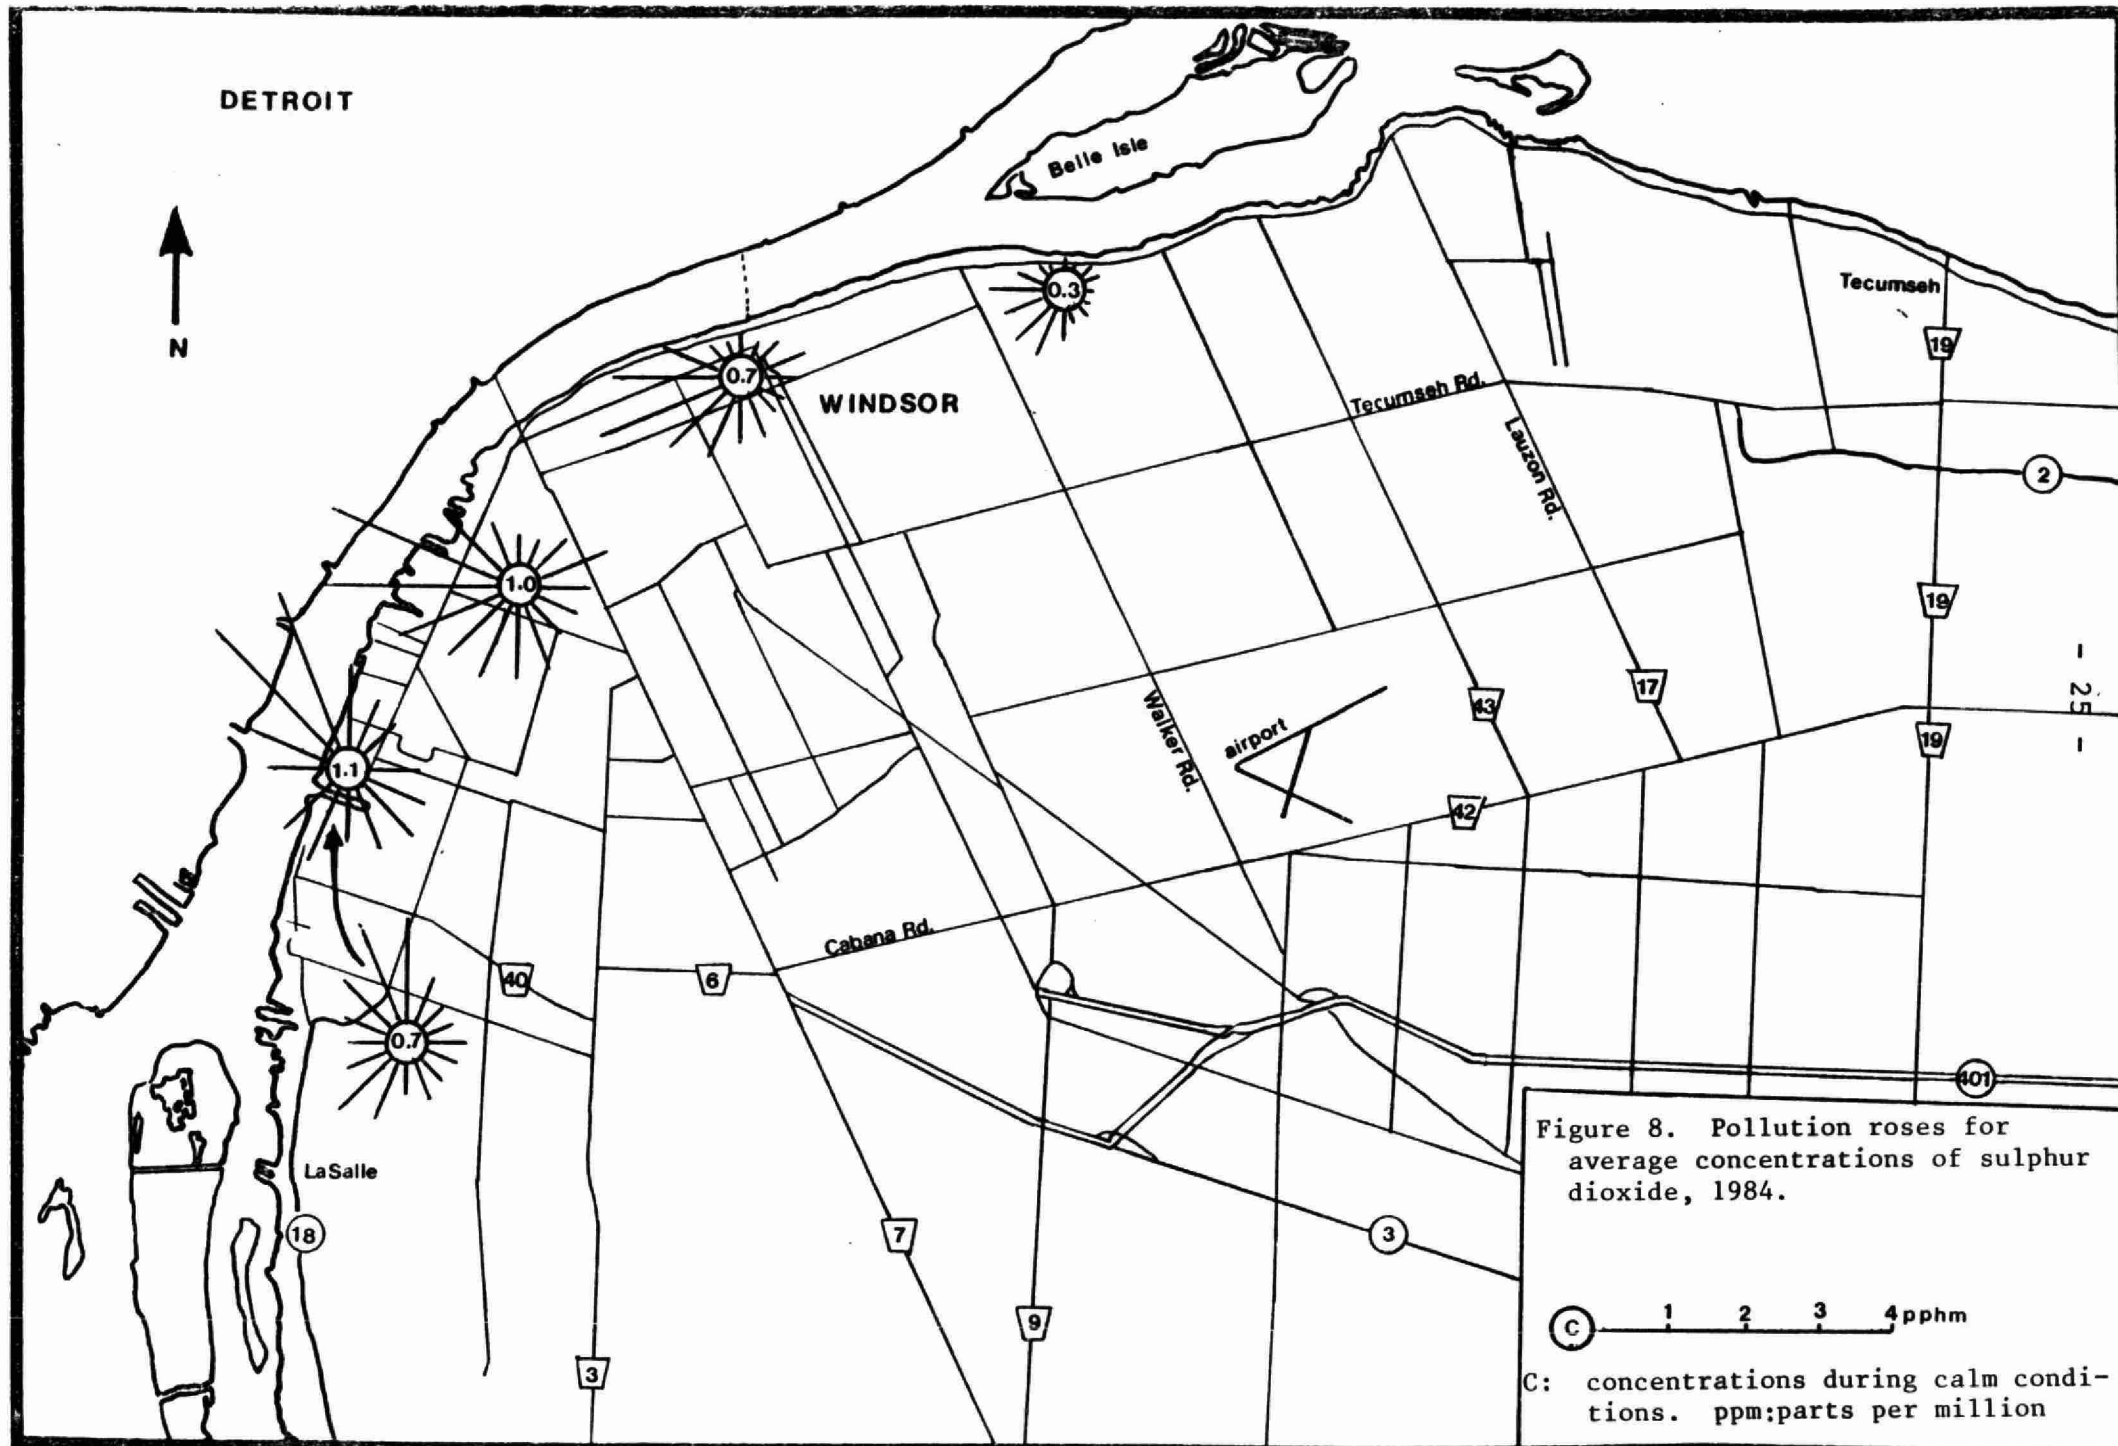 DETROIT
N
Belle Isle
Tecumseh
19
0.3
0.7
WINDSOR
Tecumseh Rd.
Lauzon Rd.
2
1.0
19
- 25 -
17
43
Walker Rd.
airport
19
1.1
42
Cabana Rd.
40
6
0.7
401
LaSalle
18
7
3
9
3
Figure 8. Pollution roses for
average concentrations of sulphur
dioxide, 1984.
C 1 2 3 4 pphm
C: concentrations during calm condi-
tions. ppm:parts per million